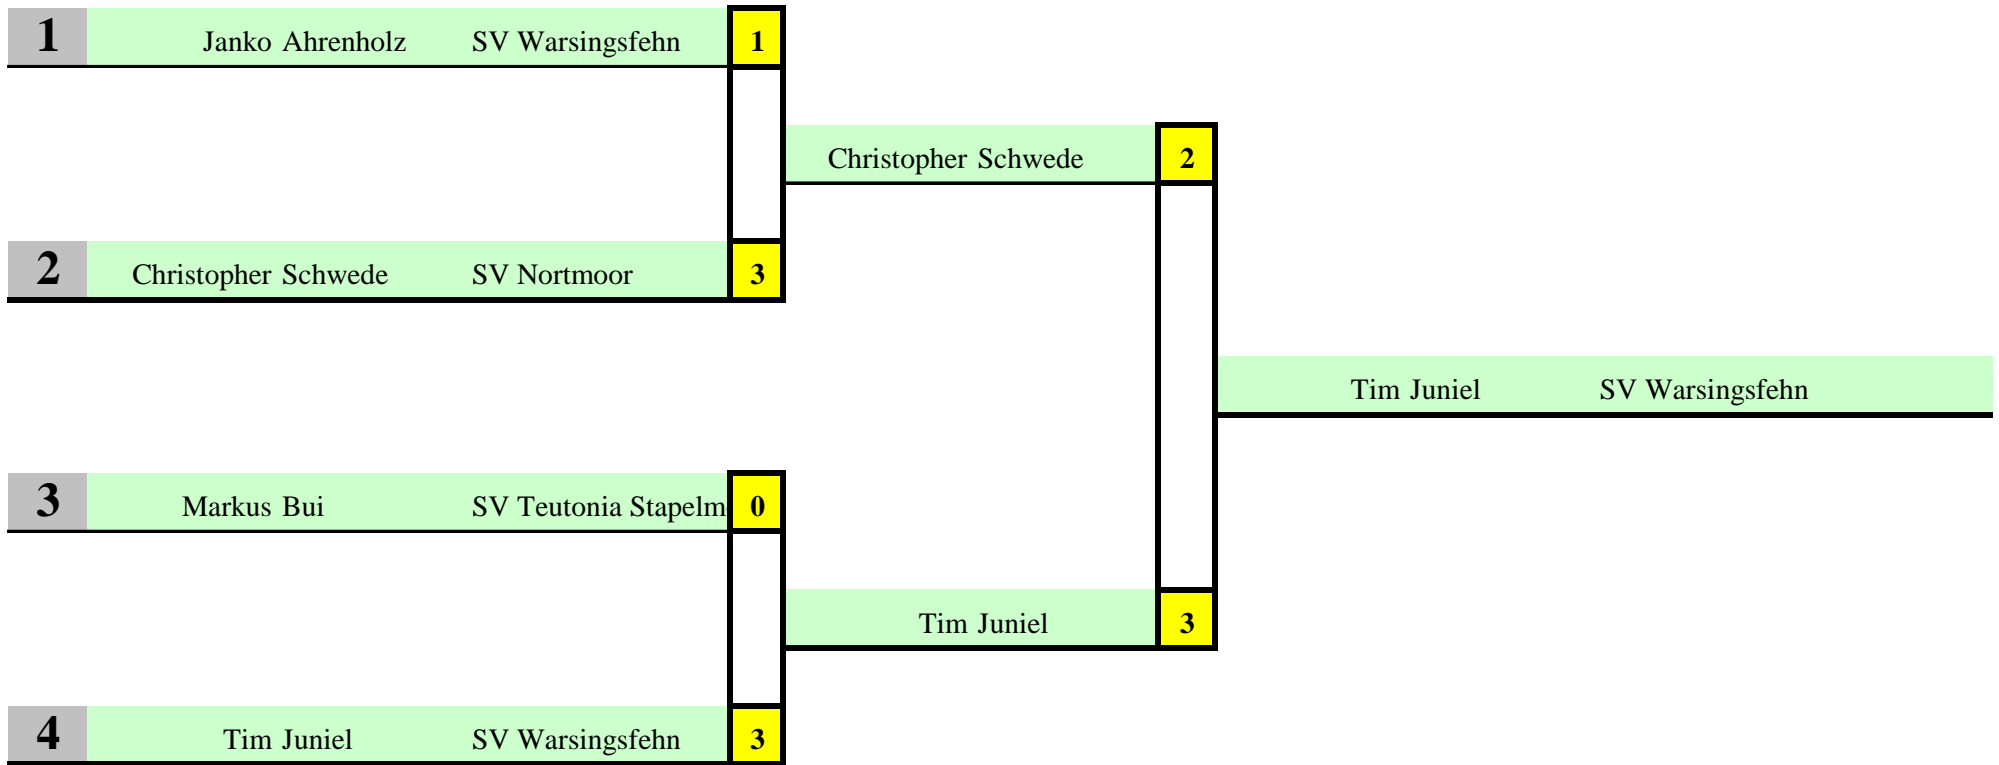 1 Janko Ahrenholz SV Warsingsfehn 1
Christopher Schwede 2
2 Christopher Schwede SV Nortmoor 3
Tim Juniel SV Warsingsfehn
3 Markus Bui SV Teutonia Stapelm 0
Tim Juniel 3
4 Tim Juniel SV Warsingsfehn 3